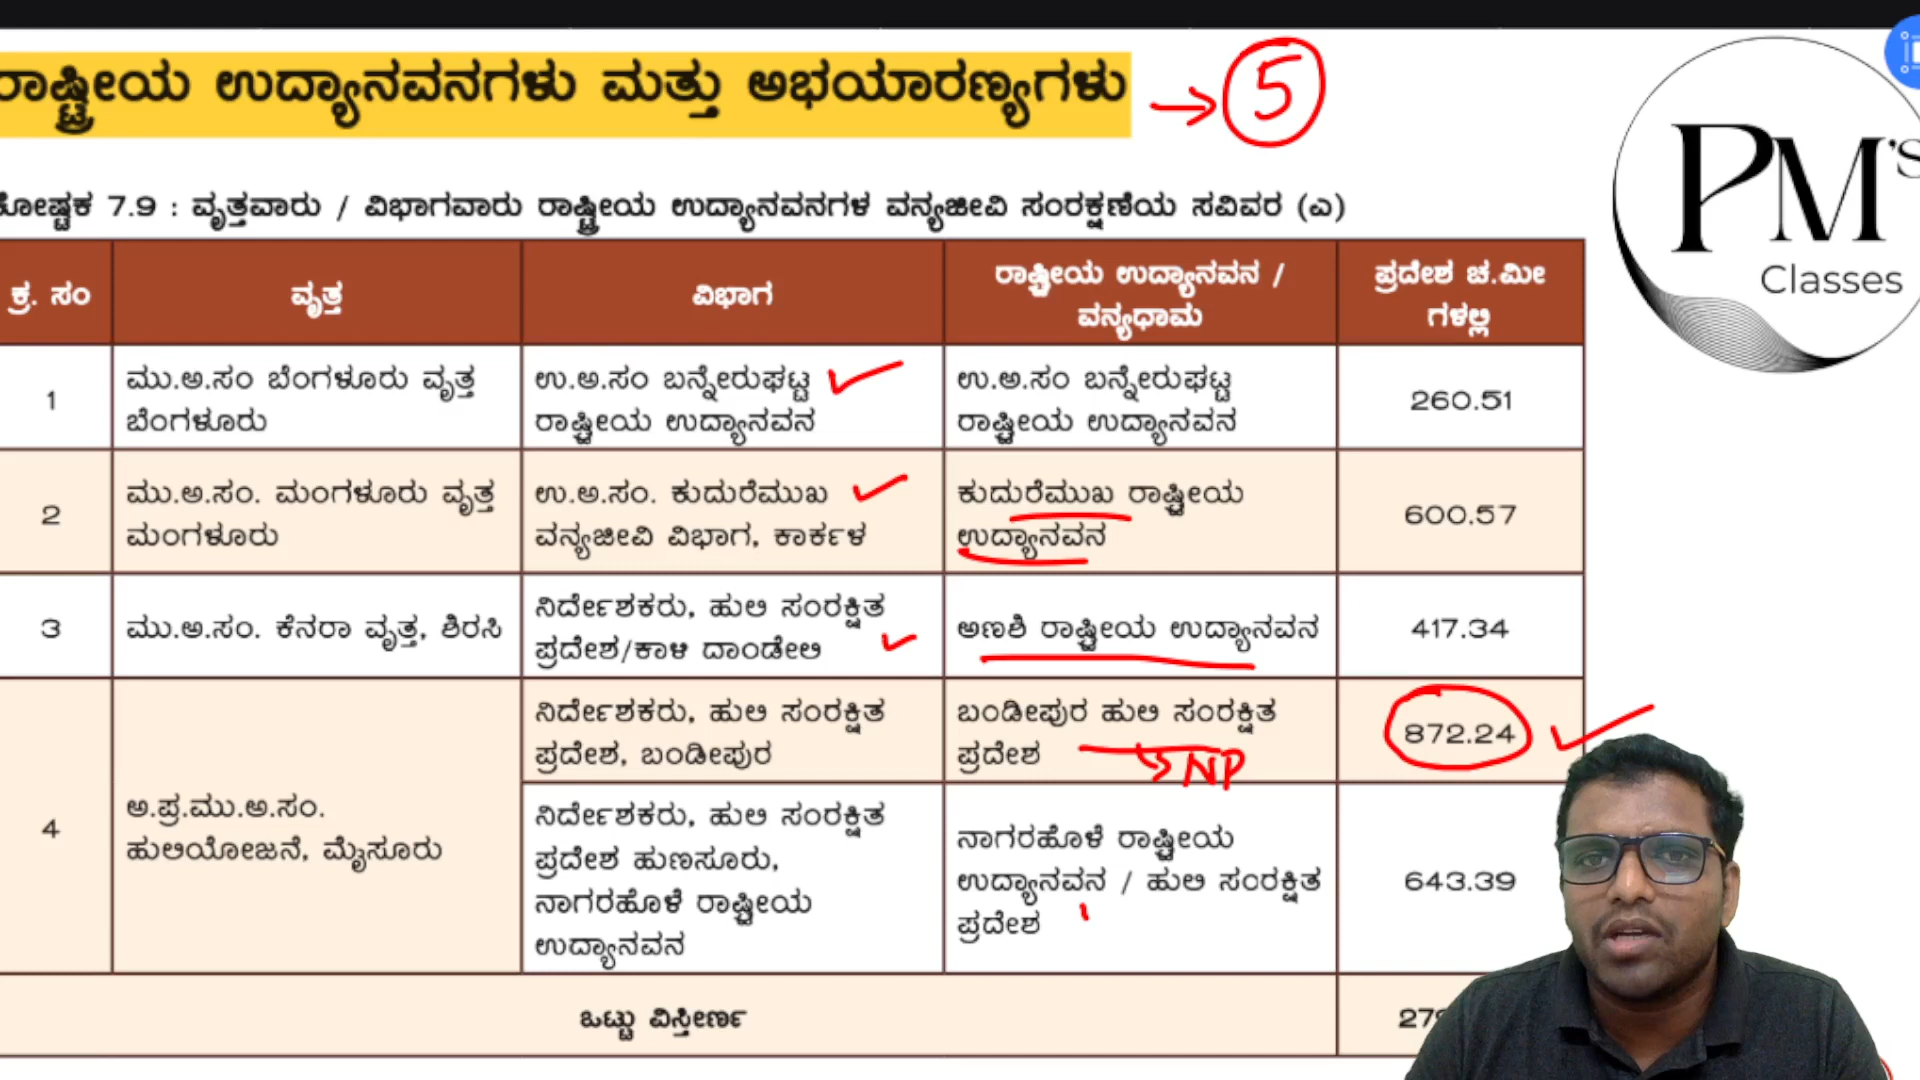 ರಾಷ್ಟ್ರೀಯ ಉದ್ಯಾನವನಗಳು ಮತ್ತು ಅಭಯಾರಣ್ಯಗಳು → 5
PM's
Classes
ಕೋಷ್ಟಕ 7.9 : ವೃತ್ತವಾರು / ವಿಭಾಗವಾರು ರಾಷ್ಟ್ರೀಯ ಉದ್ಯಾನವನಗಳ ವನ್ಯಜೀವಿ ಸಂರಕ್ಷಣೆಯ ಸವಿವರ (ಎ)
ಕ್ರ. ಸಂ
ವೃತ್ತ
ವಿಭಾಗ
ರಾಷ್ಟ್ರೀಯ ಉದ್ಯಾನವನ /
ವನ್ಯಧಾಮ
ಪ್ರದೇಶ ಚ.ಮೀ
ಗಳಲ್ಲಿ
1
ಮು.ಅ.ಸಂ ಬೆಂಗಳೂರು ವೃತ್ತ
ಬೆಂಗಳೂರು
ಉ.ಅ.ಸಂ ಬನ್ನೇರುಘಟ್ಟ
ರಾಷ್ಟ್ರೀಯ ಉದ್ಯಾನವನ
ಉ.ಅ.ಸಂ ಬನ್ನೇರುಘಟ್ಟ
ರಾಷ್ಟ್ರೀಯ ಉದ್ಯಾನವನ
260.51
2
ಮು.ಅ.ಸಂ. ಮಂಗಳೂರು ವೃತ್ತ
ಮಂಗಳೂರು
ಉ.ಅ.ಸಂ. ಕುದುರೆಮುಖ
ವನ್ಯಜೀವಿ ವಿಭಾಗ, ಕಾರ್ಕಳ
ಕುದುರೆಮುಖ ರಾಷ್ಟ್ರೀಯ
ಉದ್ಯಾನವನ
600.57
3
ಮು.ಅ.ಸಂ. ಕೆನರಾ ವೃತ್ತ, ಶಿರಸಿ
ನಿರ್ದೇಶಕರು, ಹುಲಿ ಸಂರಕ್ಷಿತ
ಪ್ರದೇಶ/ಕಾಳಿ ದಾಂಡೇಲಿ
ಅಣಶಿ ರಾಷ್ಟ್ರೀಯ ಉದ್ಯಾನವನ
417.34
4
ಅ.ಪ್ರ.ಮು.ಅ.ಸಂ.
ಹುಲಿಯೋಜನೆ, ಮೈಸೂರು
ನಿರ್ದೇಶಕರು, ಹುಲಿ ಸಂರಕ್ಷಿತ
ಪ್ರದೇಶ, ಬಂಡೀಪುರ
ಬಂಡೀಪುರ ಹುಲಿ ಸಂರಕ್ಷಿತ
ಪ್ರದೇಶ
NP
872.24
ನಿರ್ದೇಶಕರು, ಹುಲಿ ಸಂರಕ್ಷಿತ
ಪ್ರದೇಶ ಹುಣಸೂರು,
ನಾಗರಹೊಳೆ ರಾಷ್ಟ್ರೀಯ
ಉದ್ಯಾನವನ
ನಾಗರಹೊಳೆ ರಾಷ್ಟ್ರೀಯ
ಉದ್ಯಾನವನ / ಹುಲಿ ಸಂರಕ್ಷಿತ
ಪ್ರದೇಶ
643.39
ಒಟ್ಟು ವಿಸ್ತೀರ್ಣ